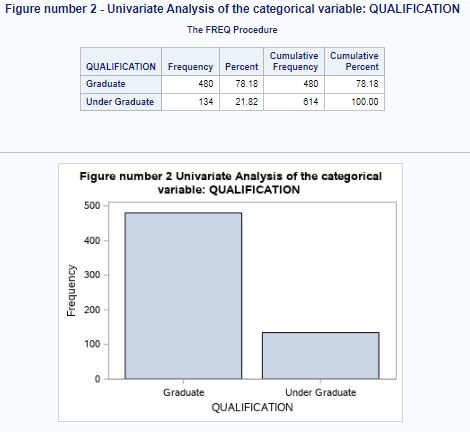 Figure number 2 - Univariate Analysis of the categorical variable: QUALIFICATION
The FREQ Procedure
QUALIFICATION Frequency Percent Cumulative Frequency Cumulative Percent
Graduate 480 78.18 480 78.18
Under Graduate 134 21.82 614 100.00
Figure number 2 Univariate Analysis of the categorical
variable: QUALIFICATION
500
400
300
200
100
0
Frequency
Graduate Under Graduate
QUALIFICATION